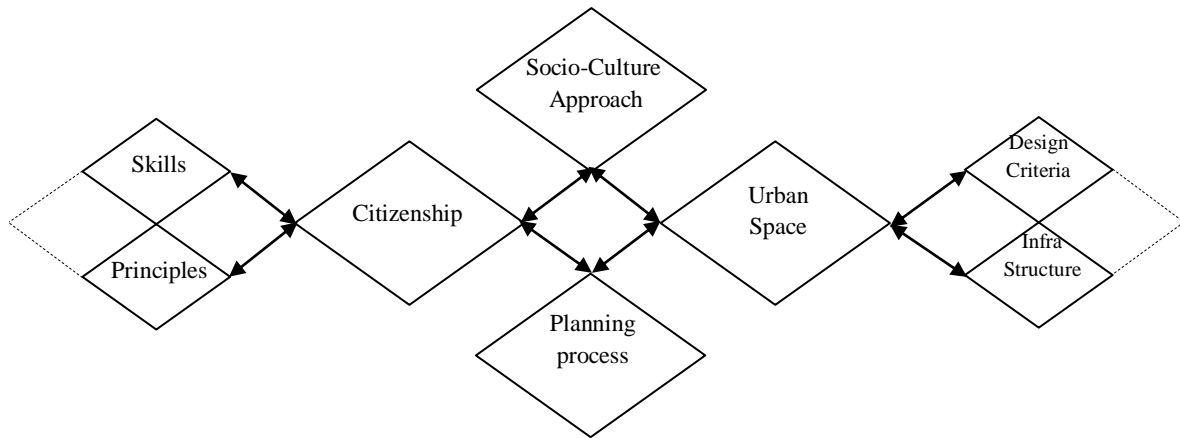 Socio-Culture
Approach
Skills
Principles
Citizenship
Urban
Space
Design
Criteria
Infra
Structure
Planning
process